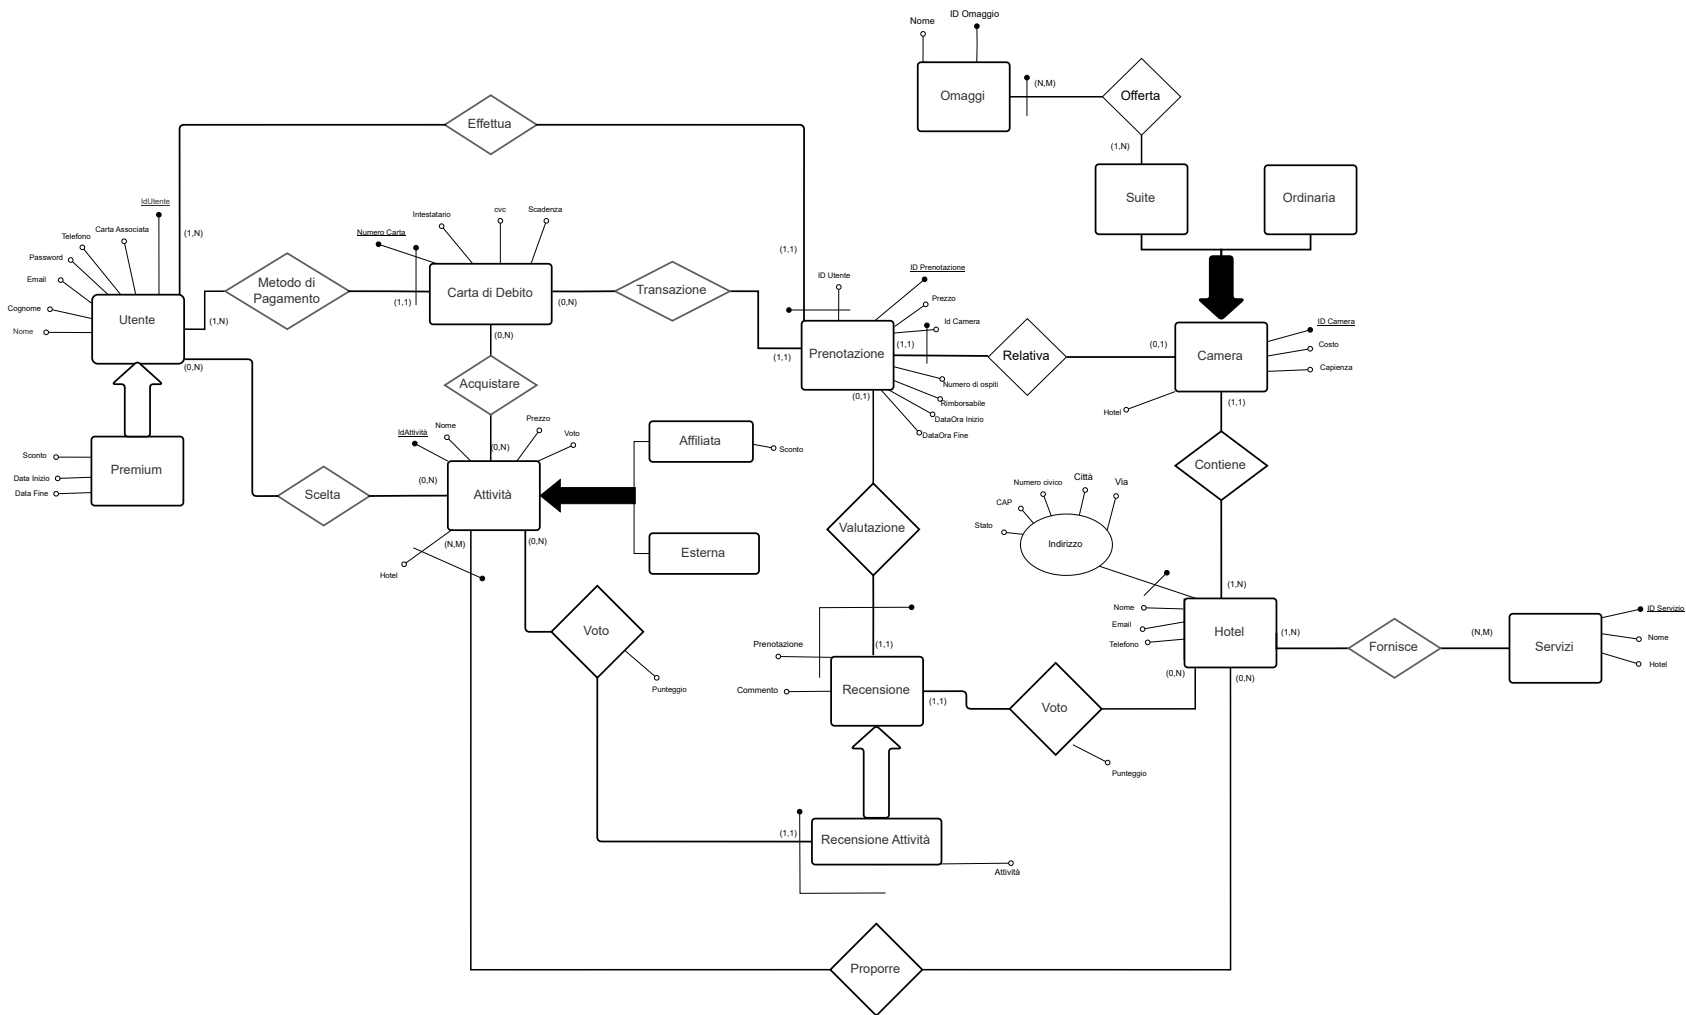 ID Omaggio
Nome
Omaggi
(N,M)
Offerta
Effettua
(1,N)
Suite
Ordinaria
IdUtente
Carta Associata
Telefono
Password
Email
Cognome
Nome
Utente
(1,N)
(1,N)
(0,N)
Metodo di
Pagamento
Numero Carta
Intestatario
cvc
Scadenza
(1,1)
Carta di Debito
(0,N)
(0,N)
Transazione
(1,1)
(1,1)
ID Utente
ID Prenotazione
Prezzo
Id Camera
Prenotazione
(1,1)
Numero di ospiti
Rimborsabile
DataOra Inizio
DataOra Fine
(0,1)
Relativa
(0,1)
Camera
ID Camera
Costo
Capienza
Hotel
(1,1)
Acquistare
(0,N)
Premium
Sconto
Data Inizio
Data Fine
Scelta
(0,N)
IdAttività
Nome
Prezzo
Voto
Attività
Hotel
(N,M)
(0,N)
Affiliata
Sconto
Esterna
Valutazione
Contiene
Numero civico
Città
Via
CAP
Stato
Indirizzo
(1,N)
Nome
Email
Telefono
Hotel
(1,N)
Fornisce
(N,M)
Servizi
ID Servizio
Nome
Hotel
(0,N)
(0,N)
Voto
Punteggio
Prenotazione
Commento
(1,1)
Recensione
(1,1)
Voto
Punteggio
(1,1)
Recensione Attività
Attività
Proporre